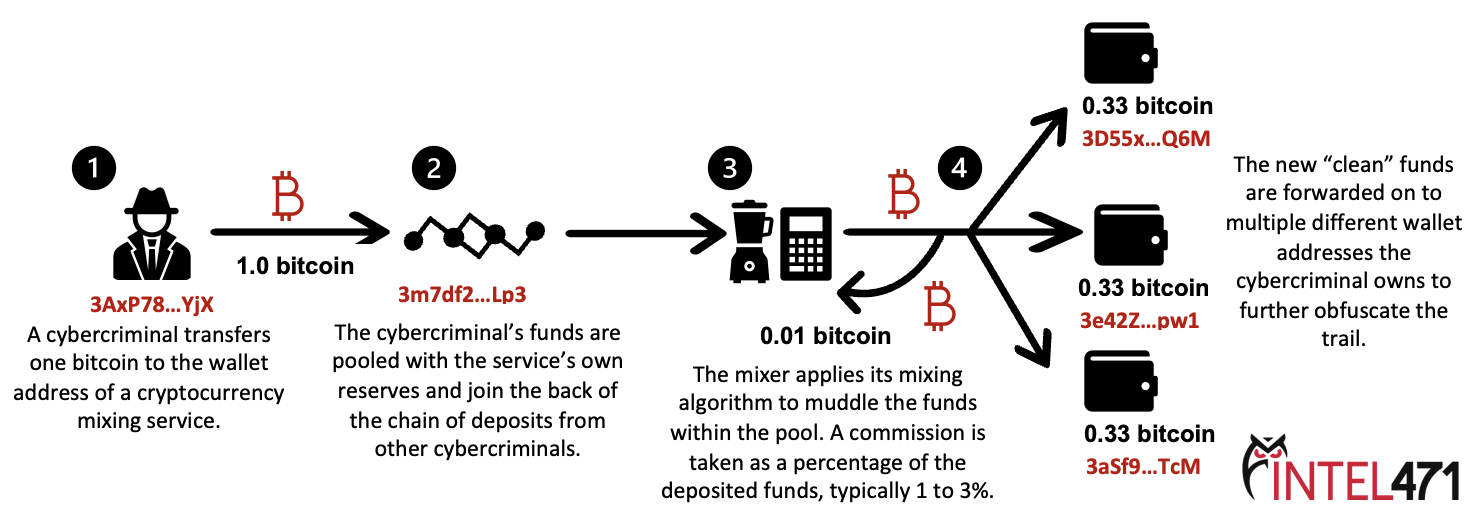 1
1.0 bitcoin
3AxP78...YjX
A cybercriminal transfers
one bitcoin to the wallet
address of a cryptocurrency
mixing service.
2
3m7df2...Lp3
The cybercriminal’s funds are
pooled with the service’s own
reserves and join the back of
the chain of deposits from
other cybercriminals.
3
0.01 bitcoin
The mixer applies its mixing
algorithm to muddle the funds
within the pool. A commission is
taken as a percentage of the
deposited funds, typically 1 to 3%.
4
0.33 bitcoin
3D55x...Q6M
0.33 bitcoin
3e42Z...pw1
0.33 bitcoin
3aSf9...TcM
The new “clean” funds
are forwarded on to
multiple different wallet
addresses the
cybercriminal owns to
further obfuscate the
trail.
INTEL471